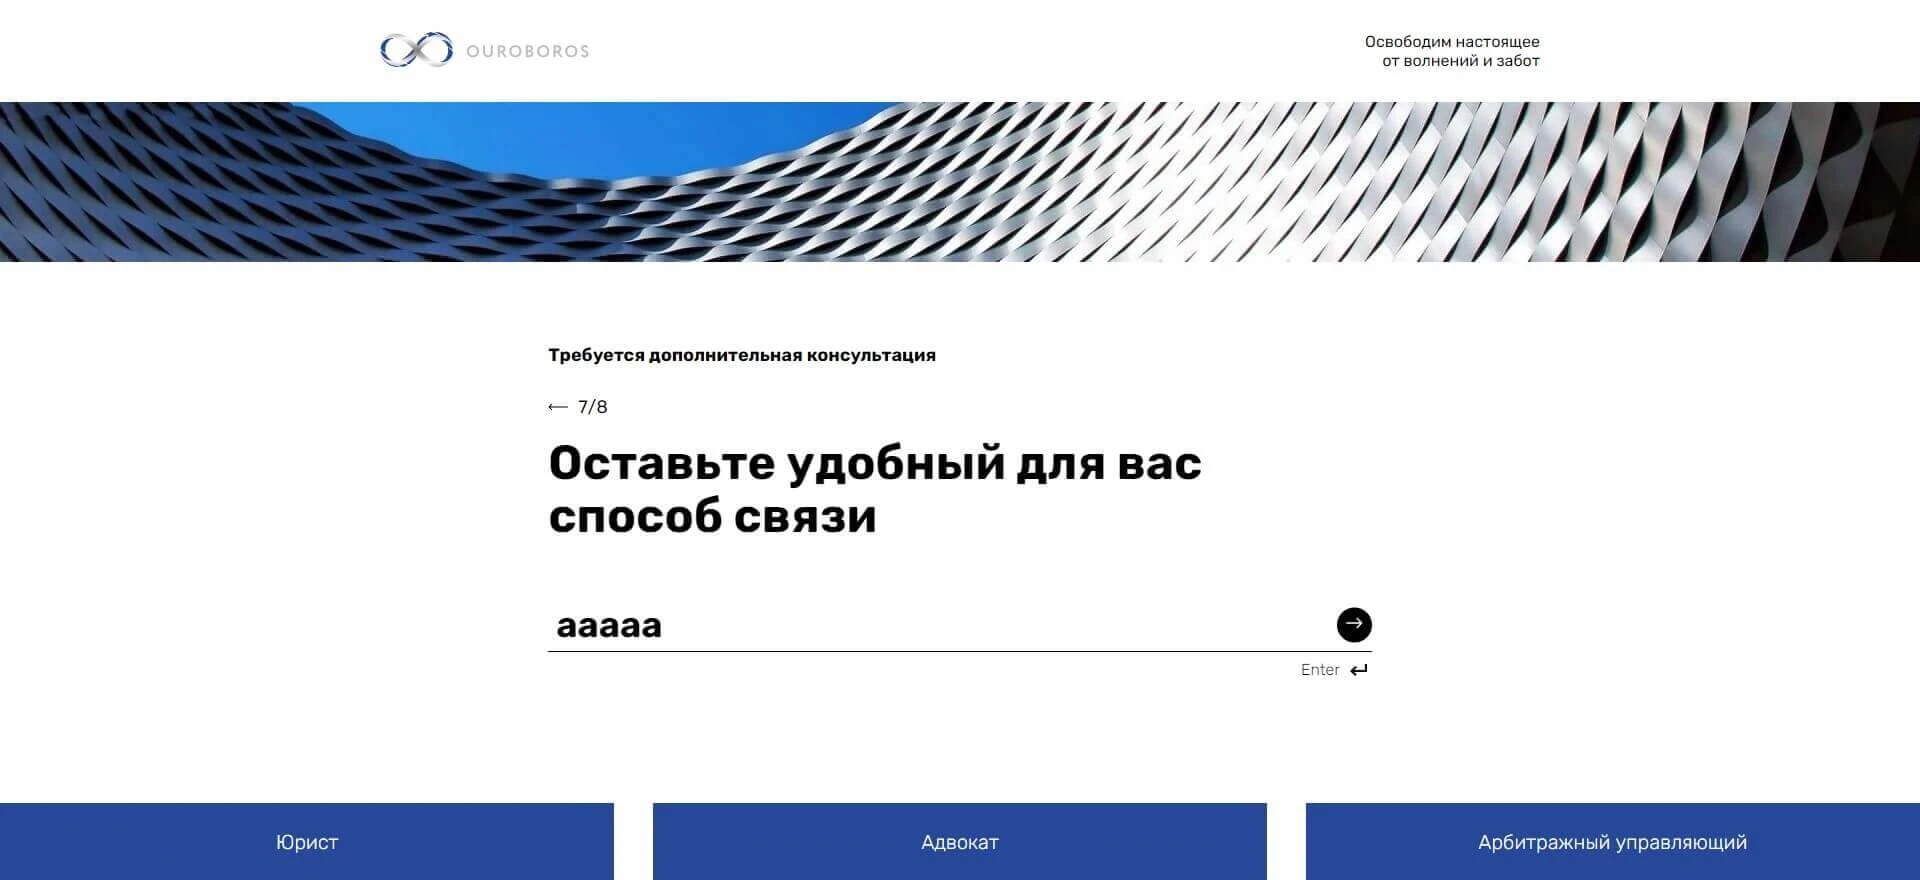 OUROBOROS
Освободим настоящее
от волнений и забот
Требуется дополнительная консультация
7/8
Оставьте удобный для вас
способ связи
ааааа
Enter
Юрист
Адвокат
Арбитражный управляющий